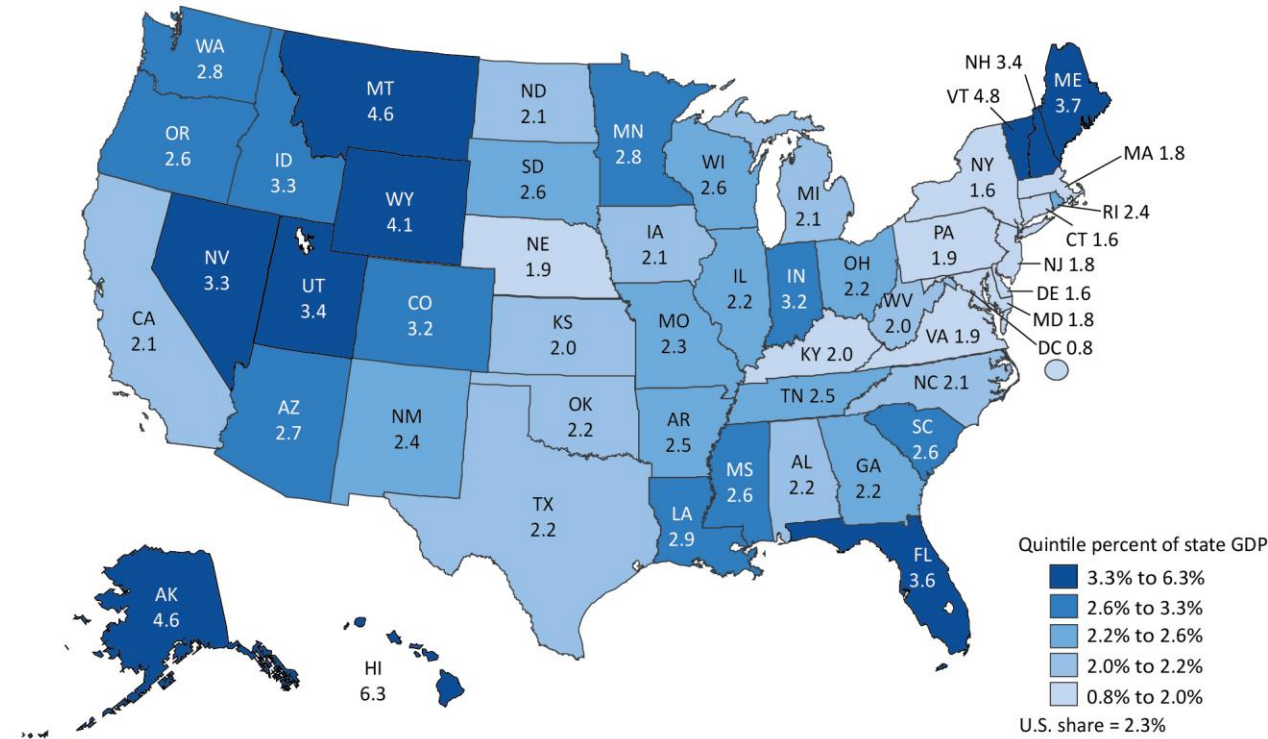 WA
2.8
OR
2.6
ID
3.3
MT
4.6
WY
4.1
NV
3.3
UT
3.4
CO
3.2
CA
2.1
AZ
2.7
NM
2.4
ND
2.1
SD
2.6
NE
1.9
KS
2.0
OK
2.2
TX
2.2
MN
2.8
IA
2.1
MO
2.3
AR
2.5
LA
2.9
WI
2.6
IL
2.2
MI
2.1
IN
3.2
OH
2.2
KY 2.0
TN 2.5
MS
2.6
AL
2.2
GA
2.2
FL
3.6
SC
2.6
NC 2.1
VA 1.9
WV
2.0
PA
1.9
NY
1.6
VT 4.8
NH 3.4
ME
3.7
MA 1.8
RI 2.4
CT 1.6
NJ 1.8
DE 1.6
MD 1.8
DC 0.8
AK
4.6
HI
6.3
Quintile percent of state GDP
3.3% to 6.3%
2.6% to 3.3%
2.2% to 2.6%
2.0% to 2.2%
0.8% to 2.0%
U.S. share = 2.3%